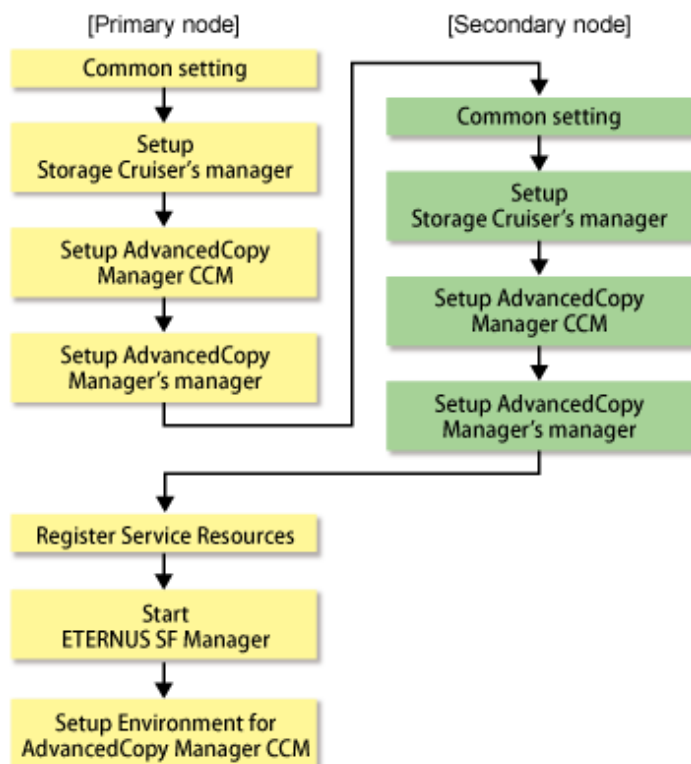 [Primary node]
Common setting
Setup
Storage Cruiser's manager
Setup AdvancedCopy
Manager CCM
Setup AdvancedCopy
Manager's manager
[Secondary node]
Common setting
Setup
Storage Cruiser's manager
Setup AdvancedCopy
Manager CCM
Setup AdvancedCopy
Manager's manager
Register Service Resources
Start
ETERNUS SF Manager
Setup Environment for
AdvancedCopy Manager CCM